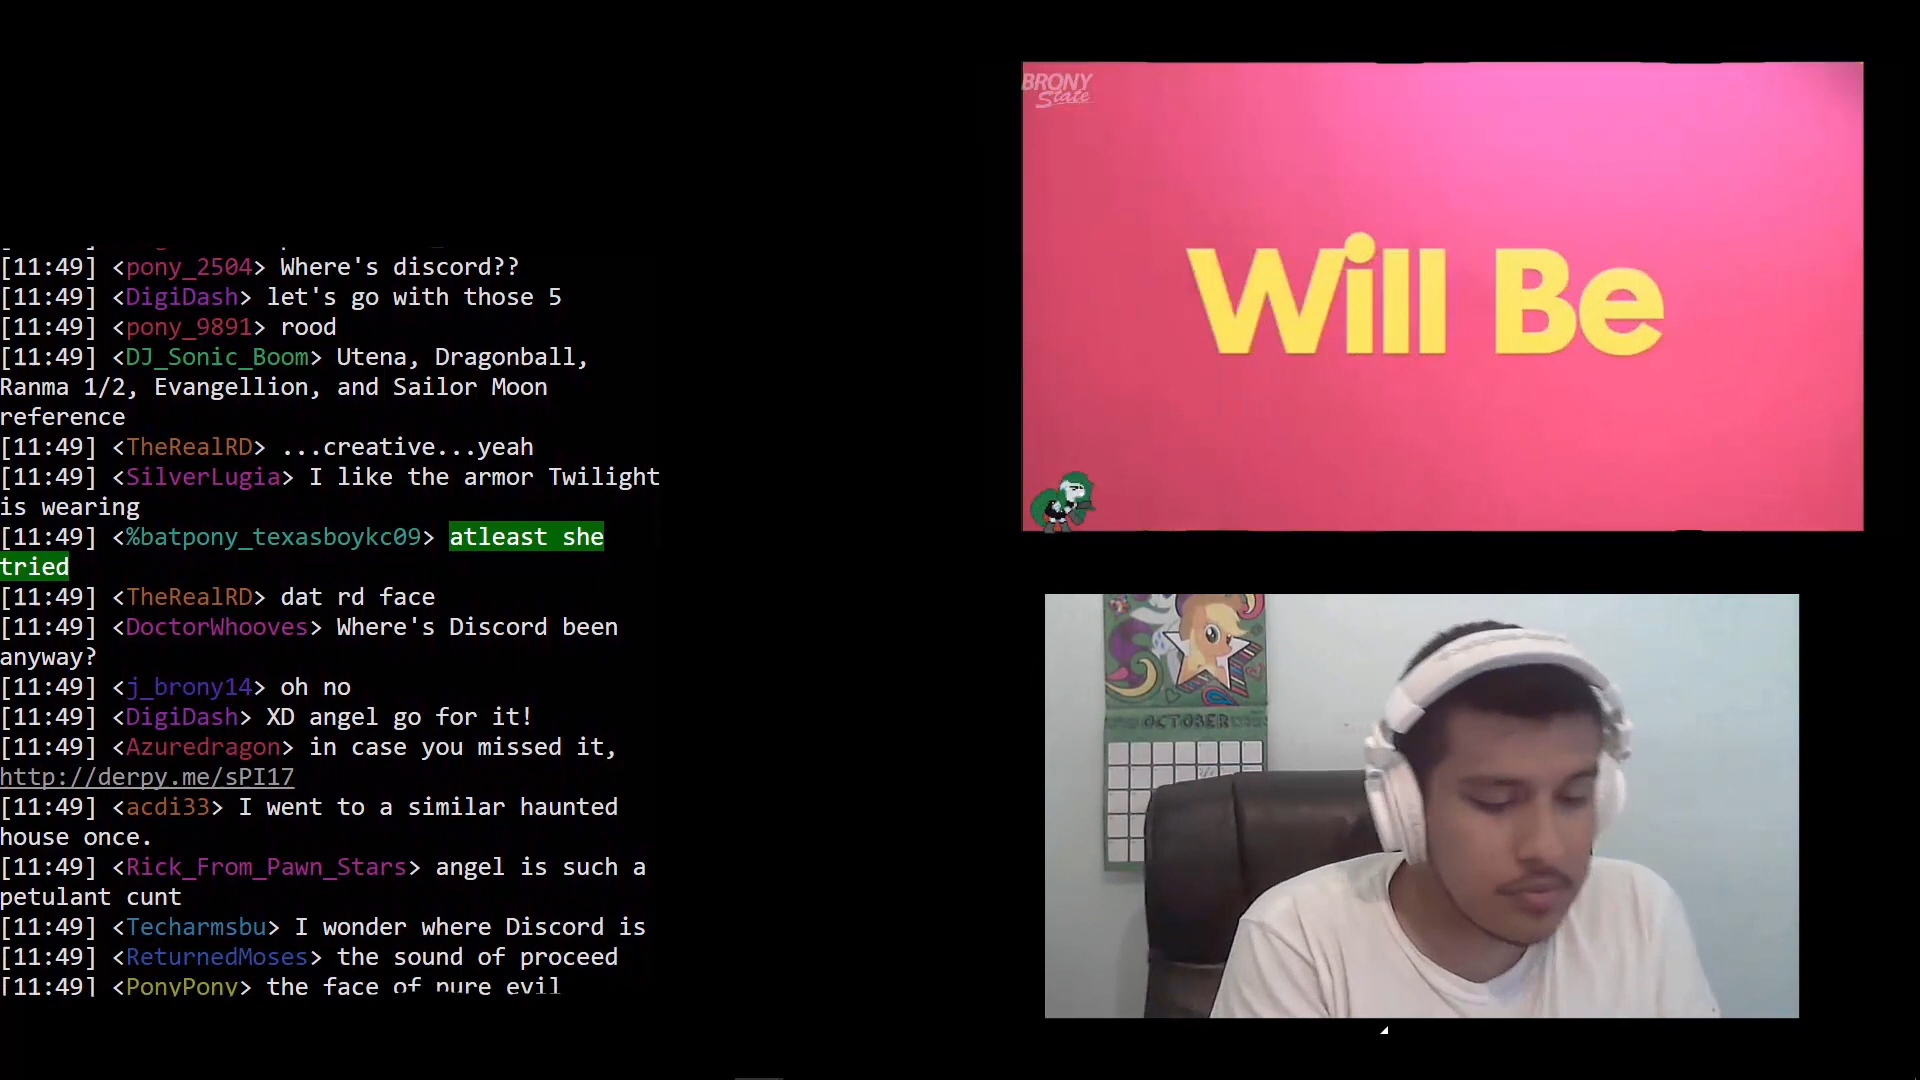 [11:49] <pony_2504> Where's discord??
[11:49] <DigiDash> let's go with those 5
[11:49] <pony_9891> rood
[11:49] <DJ_Sonic_Boom> Utena, Dragonball,
Ranma 1/2, Evangellion, and Sailor Moon
reference
[11:49] <TheRealRD> ...creative...yeah
[11:49] <SilverLugia> I like the armor Twilight
is wearing
[11:49] <%batpony_texasboykc09> atleast she
tried
[11:49] <TheRealRD> dat rd face
[11:49] <DoctorWhooves> Where's Discord been
anyway?
[11:49] <j_brony14> oh no
[11:49] <DigiDash> XD angel go for it!
[11:49] <Azuredragon> in case you missed it,
http://derpy.me/sPI17
[11:49] <acdi33> I went to a similar haunted
house once.
[11:49] <Rick_From_Pawn_Stars> angel is such a
petulant cunt
[11:49] <Techarmsbu> I wonder where Discord is
[11:49] <ReturnedMoses> the sound of proceed
[11:49] <PonyPony> the face of pure evil
BRONY
State
Will Be
OCTOBER